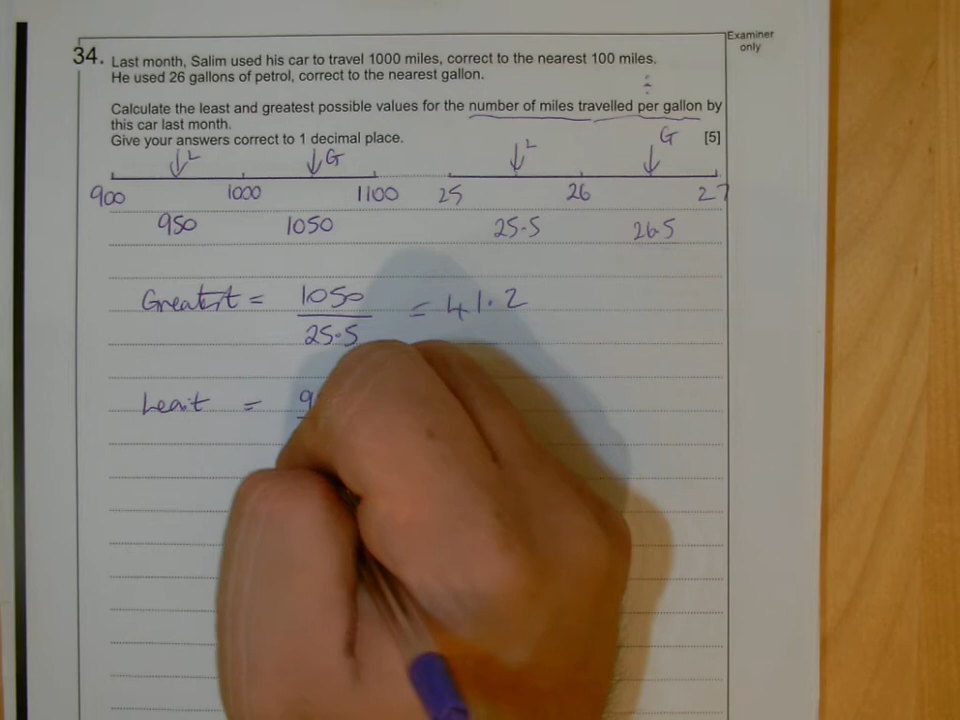 Examiner
only
34. Last month, Salim used his car to travel 1000 miles, correct to the nearest 100 miles.
He used 26 gallons of petrol, correct to the nearest gallon.
÷
Calculate the least and greatest possible values for the number of miles travelled per gallon by
this car last month.
Give your answers correct to 1 decimal place. [5]
L G L G
900 1000 1100 25 26 27
950 1050 25.5 26.5
Greatest = 1050
25.5
= 41.2
Least = 9